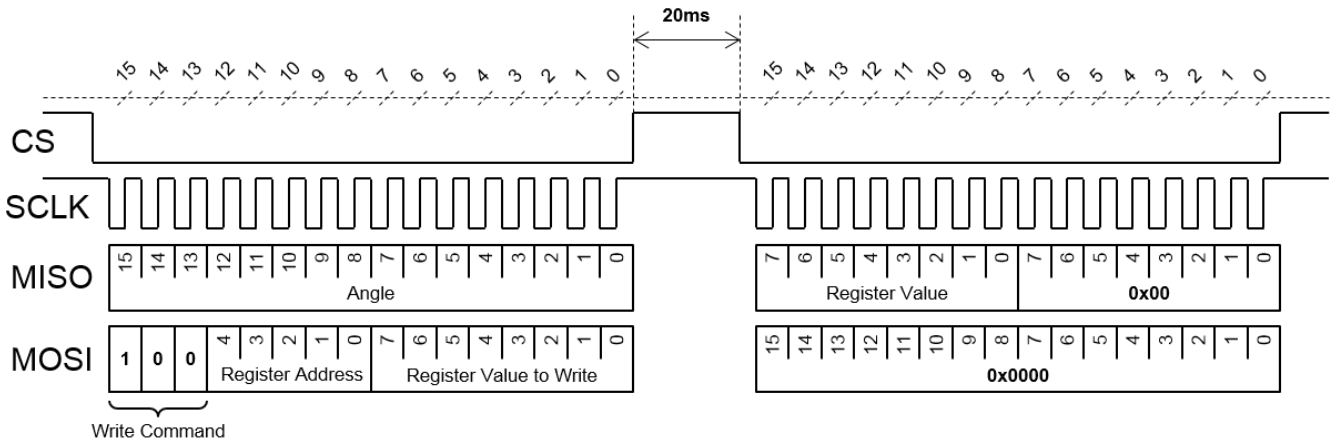 20ms
15 14 13 12 11 10 9 8 7 6 5 4 3 2 1 0 15 14 13 12 11 10 9 8 7 6 5 4 3 2 1 0
CS
SCLK
MISO 15 14 13 12 11 10 9 8 7 6 5 4 3 2 1 0 7 6 5 4 3 2 1 0 7 6 5 4 3 2 1 0
Angle Register Value 0x00
MOSI 1 0 0 4 3 2 1 0 7 6 5 4 3 2 1 0 15 14 13 12 11 10 9 8 7 6 5 4 3 2 1 0
Register Address Register Value to Write 0x0000
Write Command